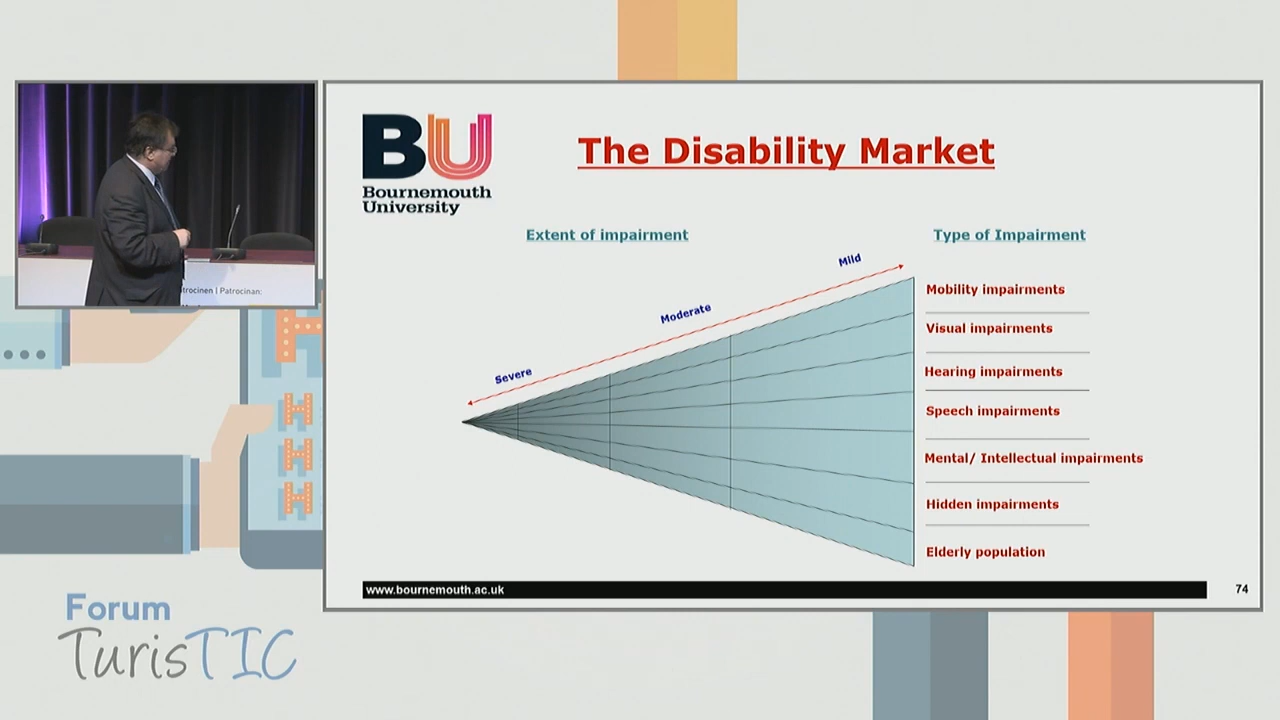 BU
Bournemouth
University
The Disability Market
Extent of impairment
Type of Impairment
Mild
Moderate
Severe
Mobility impairments
Visual impairments
Hearing impairments
Speech impairments
Mental/ Intellectual impairments
Hidden impairments
Elderly population
www.bournemouth.ac.uk
74
trocinen | Patrocinan:
H
H
H
H
Forum
TurisTIC